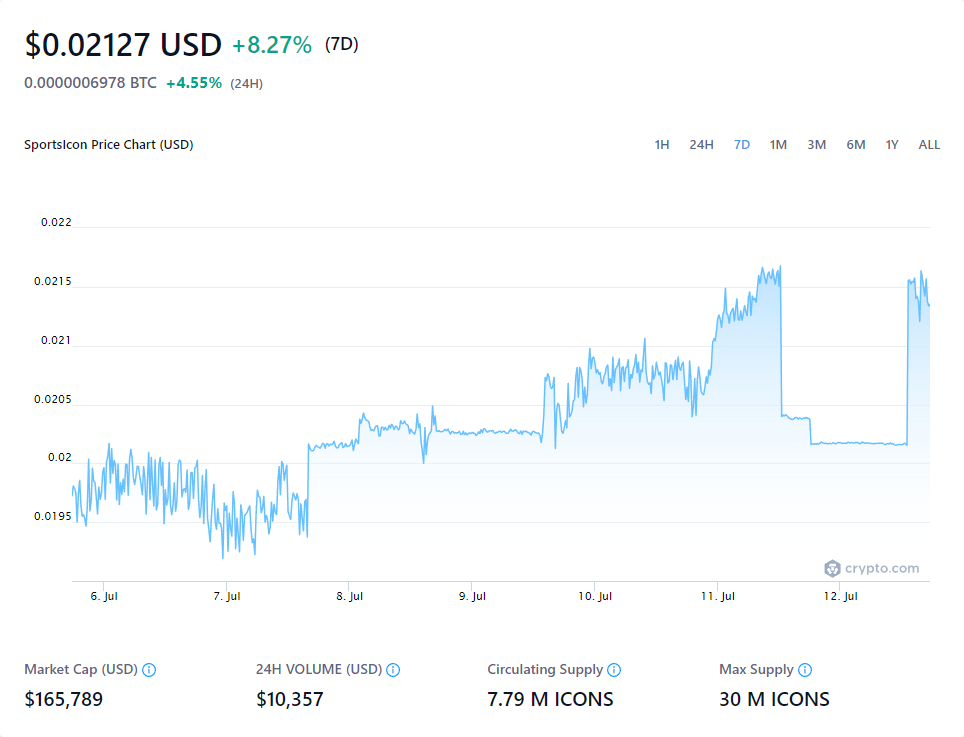 $0.02127 USD +8.27% (7D)
0.0000006978 BTC +4.55% (24H)
SportsIcon Price Chart (USD) 1H 24H 7D 1M 3M 6M 1Y ALL
0.022
0.0215
0.021
0.0205
0.02
0.0195
crypto.com
6. Jul 7. Jul 8. Jul 9. Jul 10. Jul 11. Jul 12. Jul
Market Cap (USD) 24H VOLUME (USD) Circulating Supply Max Supply
$165,789 $10,357 7.79 M ICONS 30 M ICONS